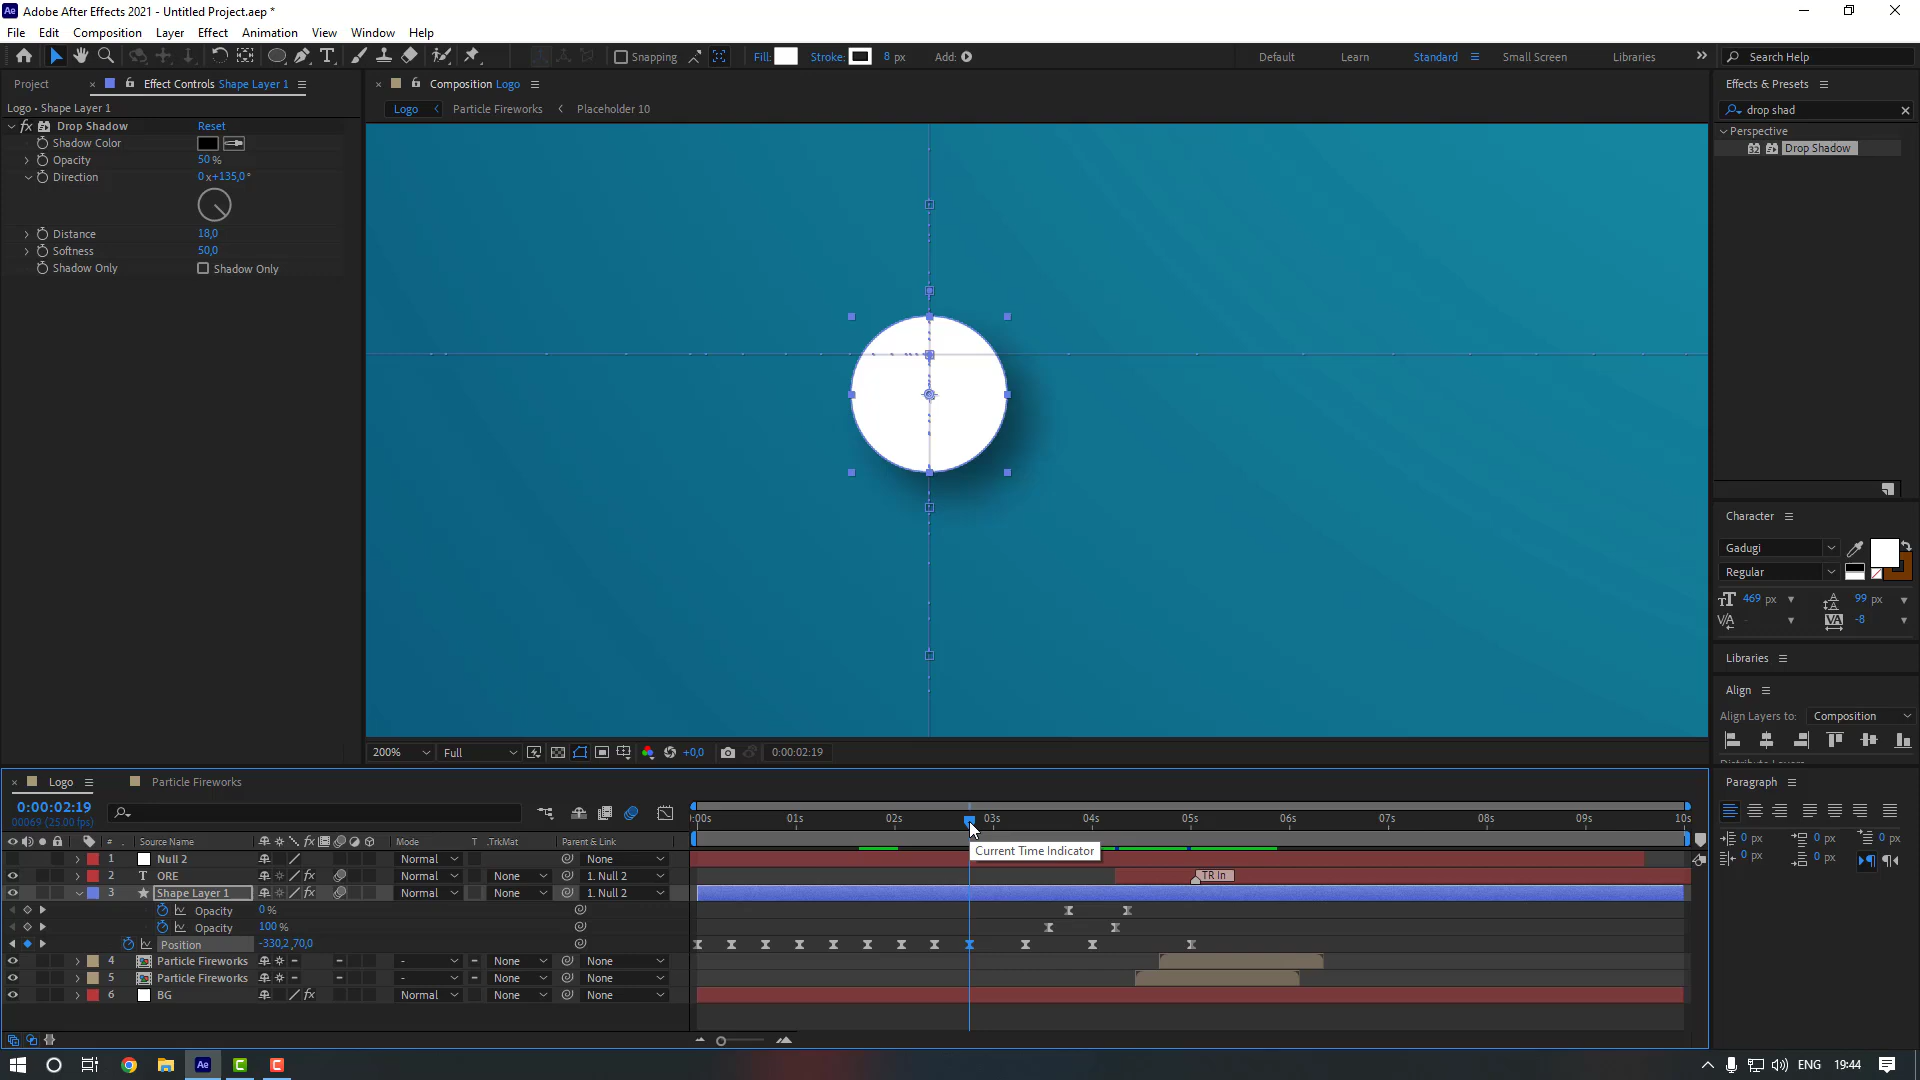 Adobe After Effects 2021 - Untitled Project.aep *
File Edit Composition Layer Effect Animation View Window Help
Snapping Fill: Stroke: 8 px Add: Default Learn Standard Small Screen Libraries Search Help
Project Effect Controls Shape Layer 1 Composition Logo Effects & Presets
Logo • Shape Layer 1 Logo Particle Fireworks Placeholder 10 drop shad
fx Drop Shadow Reset Perspective
Shadow Color Drop Shadow
Opacity 50 %
Direction 0 x+135,0 °
Distance 18,0
Softness 50,0
Shadow Only Shadow Only
Character
Gadugi
Regular
469 px 99 px
-8
Libraries
Align
Align Layers to: Composition
200% Full +0,0 0:00:02:19
Logo Particle Fireworks Paragraph
0:00:02:19
00069 (25.00 fps)
:00s 01s 02s 03s 04s 05s 06s 07s 08s 09s 10s
# Source Name Mode T .TrkMat Parent & Link
0 px 0 px 0 px
0 px 0 px
Current Time Indicator
1 Null 2 Normal None
2 ORE Normal None 1. Null 2 TR In
3 Shape Layer 1 Normal None 1. Null 2
Opacity 0 %
Opacity 100 %
Position -330,2 ,70,0
4 Particle Fireworks - None None
5 Particle Fireworks - None None
6 BG Normal None None
ENG 19:44